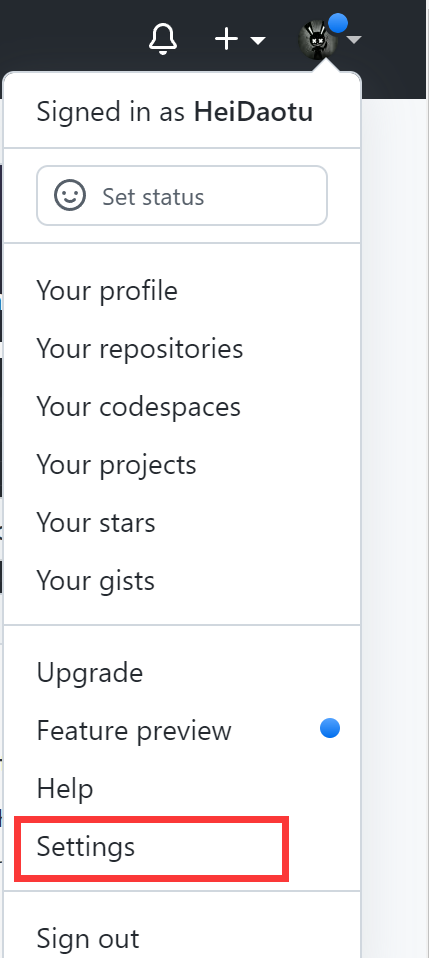 Signed in as HeiDaotu
Set status
Your profile
Your repositories
Your codespaces
Your projects
Your stars
Your gists
Upgrade
Feature preview
Help
Settings
Sign out